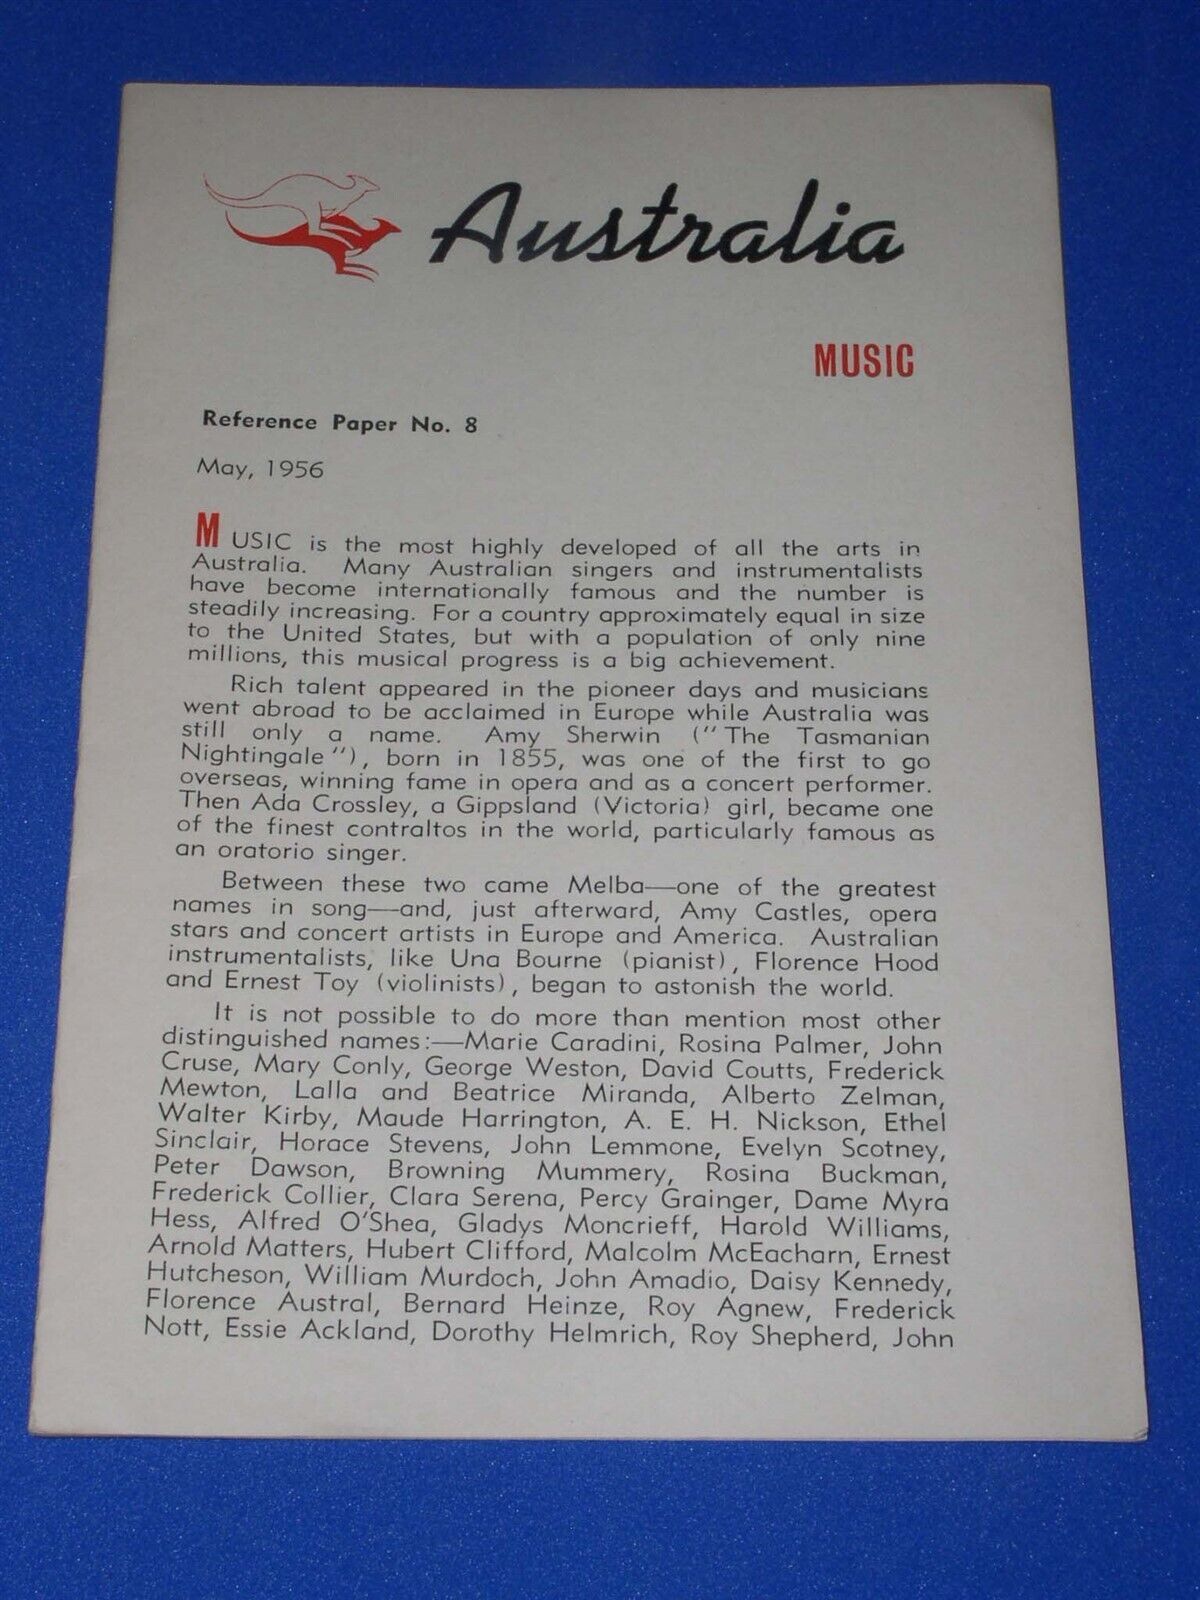 Australia
MUSIC
Reference Paper No. 8
May, 1956
MUSIC is the most highly developed of all the arts in
Australia. Many Australian singers and instrumentalists
have become internationally famous and the number is
steadily increasing. For a country approximately equal in size
to the United States, but with a population of only nine
millions, this musical progress is a big achievement.
Rich talent appeared in the pioneer days and musicians
went abroad to be acclaimed in Europe while Australia was
still only a name. Amy Sherwin ("The Tasmanian
Nightingale"), born in 1855, was one of the first to go
overseas, winning fame in opera and as a concert performer.
Then Ada Crossley, a Gippsland (Victoria) girl, became one
of the finest contraltos in the world, particularly famous as
an oratorio singer.
Between these two came Melba—one of the greatest
names in song—and, just afterward, Amy Castles, opera
stars and concert artists in Europe and America. Australian
instrumentalists, like Una Bourne (pianist), Florence Hood
and Ernest Toy (violinists), began to astonish the world.
It is not possible to do more than mention most other
distinguished names:—Marie Caradini, Rosina Palmer, John
Cruse, Mary Conly, George Weston, David Coutts, Frederick
Mewton, Lalla and Beatrice Miranda, Alberto Zelman,
Walter Kirby, Maude Harrington, A. E. H. Nickson, Ethel
Sinclair, Horace Stevens, John Lemmone, Evelyn Scotney,
Peter Dawson, Browning Mummery, Rosina Buckman,
Frederick Collier, Clara Serena, Percy Grainger, Dame Myra
Hess, Alfred O'Shea, Gladys Moncrieff, Harold Williams,
Arnold Matters, Hubert Clifford, Malcolm McEacharn, Ernest
Hutcheson, William Murdoch, John Amadio, Daisy Kennedy,
Florence Austral, Bernard Heinze, Roy Agnew, Frederick
Nott, Essie Ackland, Dorothy Helmrich, Roy Shepherd, John